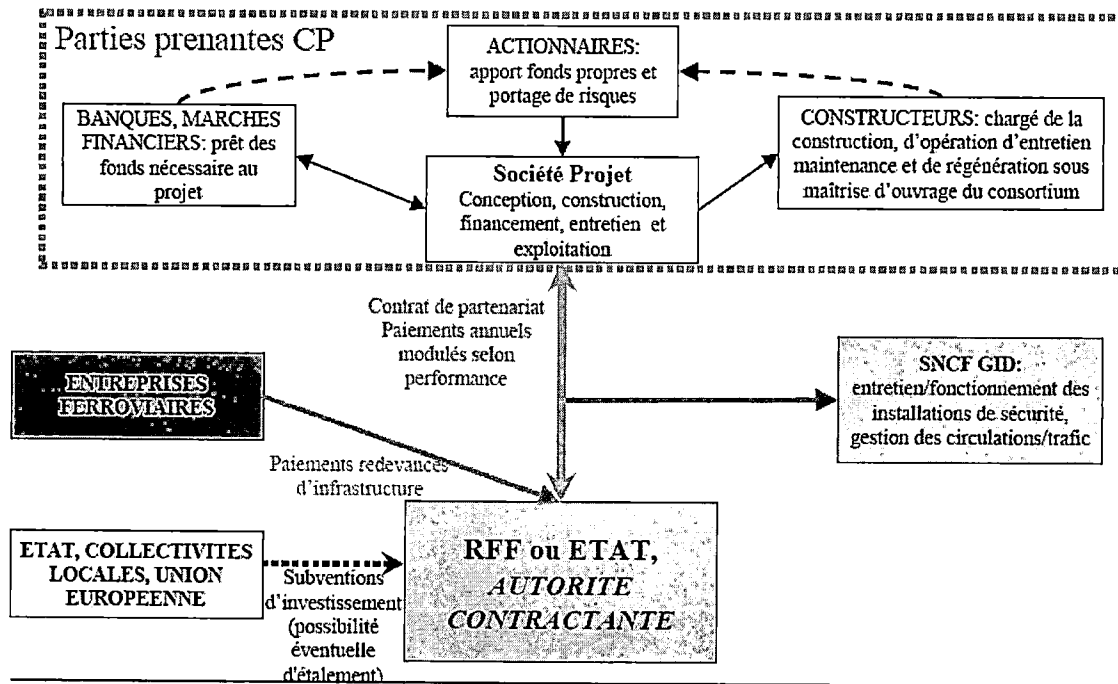 Parties prenantes CP
ACTIONNAIRES:
apport fonds propres et
portage de risques
BANQUES, MARCHES
FINANCIERS: prêt des
fonds nécessaire au
projet
CONSTRUCTEURS: chargé de la
construction, d'opération d'entretien
maintenance et de régénération sous
maîtrise d'ouvrage du consortium
Société Projet
Conception, construction,
financement, entretien et
exploitation
Contrat de partenariat
Paiements annuels
modulés selon
performance
ENTREPRISES
FERROVIAIRES
SNCF GID:
entretien/fonctionnement des
installations de sécurité,
gestion des circulations/trafic
Paiements redevances
d'infrastructure
ETAT, COLLECTIVITES
LOCALES, UNION
EUROPEENNE
Subventions
d'investissement
(possibilité
éventuelle
d'étalement)
RFF ou ETAT,
AUTORITE
CONTRACTANTE